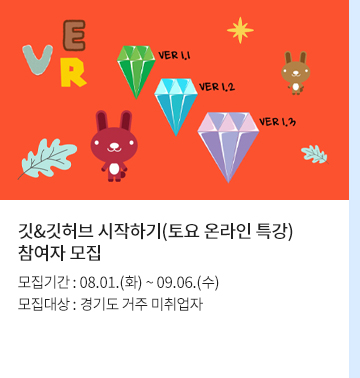 VER
VER 1.1
VER 1.2
VER 1.3
깃&깃허브 시작하기(토요 온라인 특강)
참여자 모집
모집기간 : 08.01.(화) ~ 09.06.(수)
모집대상 : 경기도 거주 미취업자